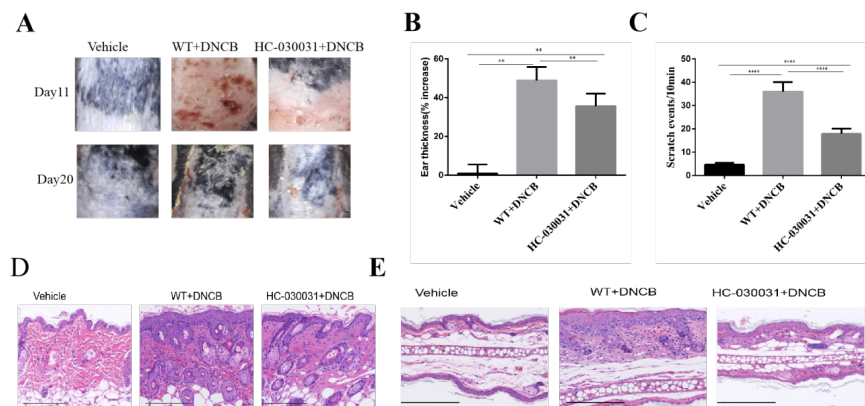 A
Vehicle WT+DNCB HC-030031+DNCB
Day11
Day20
B
Ear thickness(% increase)
60
40
20
0
**
** **
Vehicle
WT+DNCB
HC-030031+DNCB
C
Scratch events/10min
50
40
30
20
10
0
****
**** ****
Vehicle
WT+DNCB
HC-030031+DNCB
D
Vehicle WT+DNCB HC-030031+DNCB
E
Vehicle WT+DNCB HC-030031+DNCB